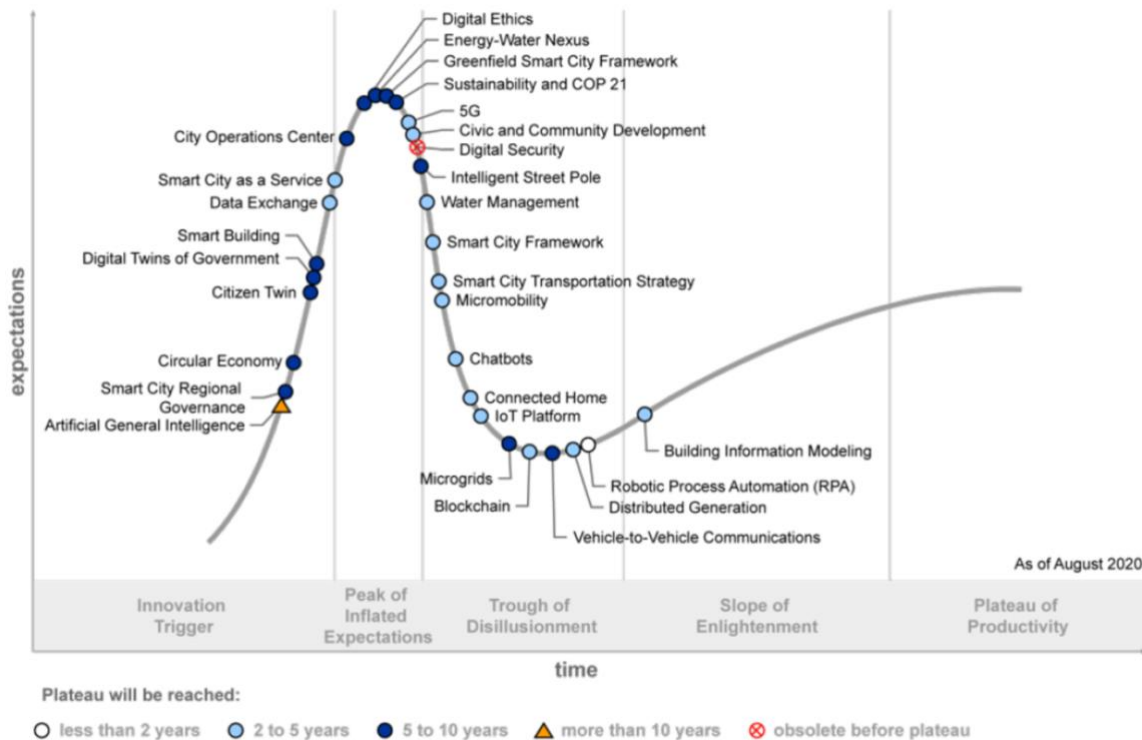 Digital Ethics
Energy-Water Nexus
Greenfield Smart City Framework
Sustainability and COP 21
5G
City Operations Center
Civic and Community Development
Digital Security
Intelligent Street Pole
Smart City as a Service
Data Exchange
Water Management
Smart Building
Smart City Framework
Digital Twins of Government
Smart City Transportation Strategy
Citizen Twin
Micromobility
expectations
Circular Economy
Chatbots
Smart City Regional
Governance
Connected Home
Artificial General Intelligence
IoT Platform
Building Information Modeling
Microgrids
Robotic Process Automation (RPA)
Blockchain
Distributed Generation
Vehicle-to-Vehicle Communications
As of August 2020
Innovation
Trigger
Peak of
Inflated
Expectations
Trough of
Disillusionment
Slope of
Enlightenment
Plateau of
Productivity
time
Plateau will be reached:
less than 2 years
2 to 5 years
5 to 10 years
more than 10 years
obsolete before plateau